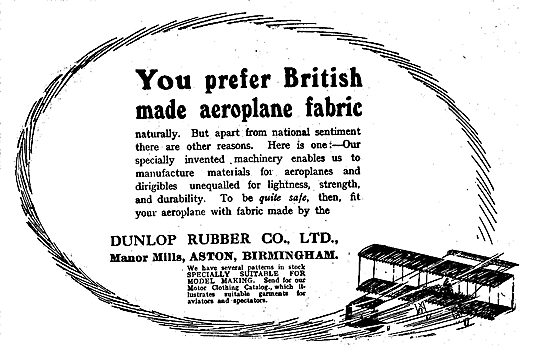 You prefer British
made aeroplane fabric
naturally. But apart from national sentiment
there are other reasons. Here is one:—Our
specially invented machinery enables us to
manufacture materials for aeroplanes and
dirigibles unequalled for lightness, strength,
and durability. To be quite safe, then, fit
your aeroplane with fabric made by the
DUNLOP RUBBER CO., LTD.,
Manor Mills, ASTON, BIRMINGHAM.
We have several patterns in stock
SPECIALLY SUITABLE FOR
MODEL MAKING. Send for our
Motor Clothing Catalog., which il-
lustrates suitable garments for
aviators and spectators.